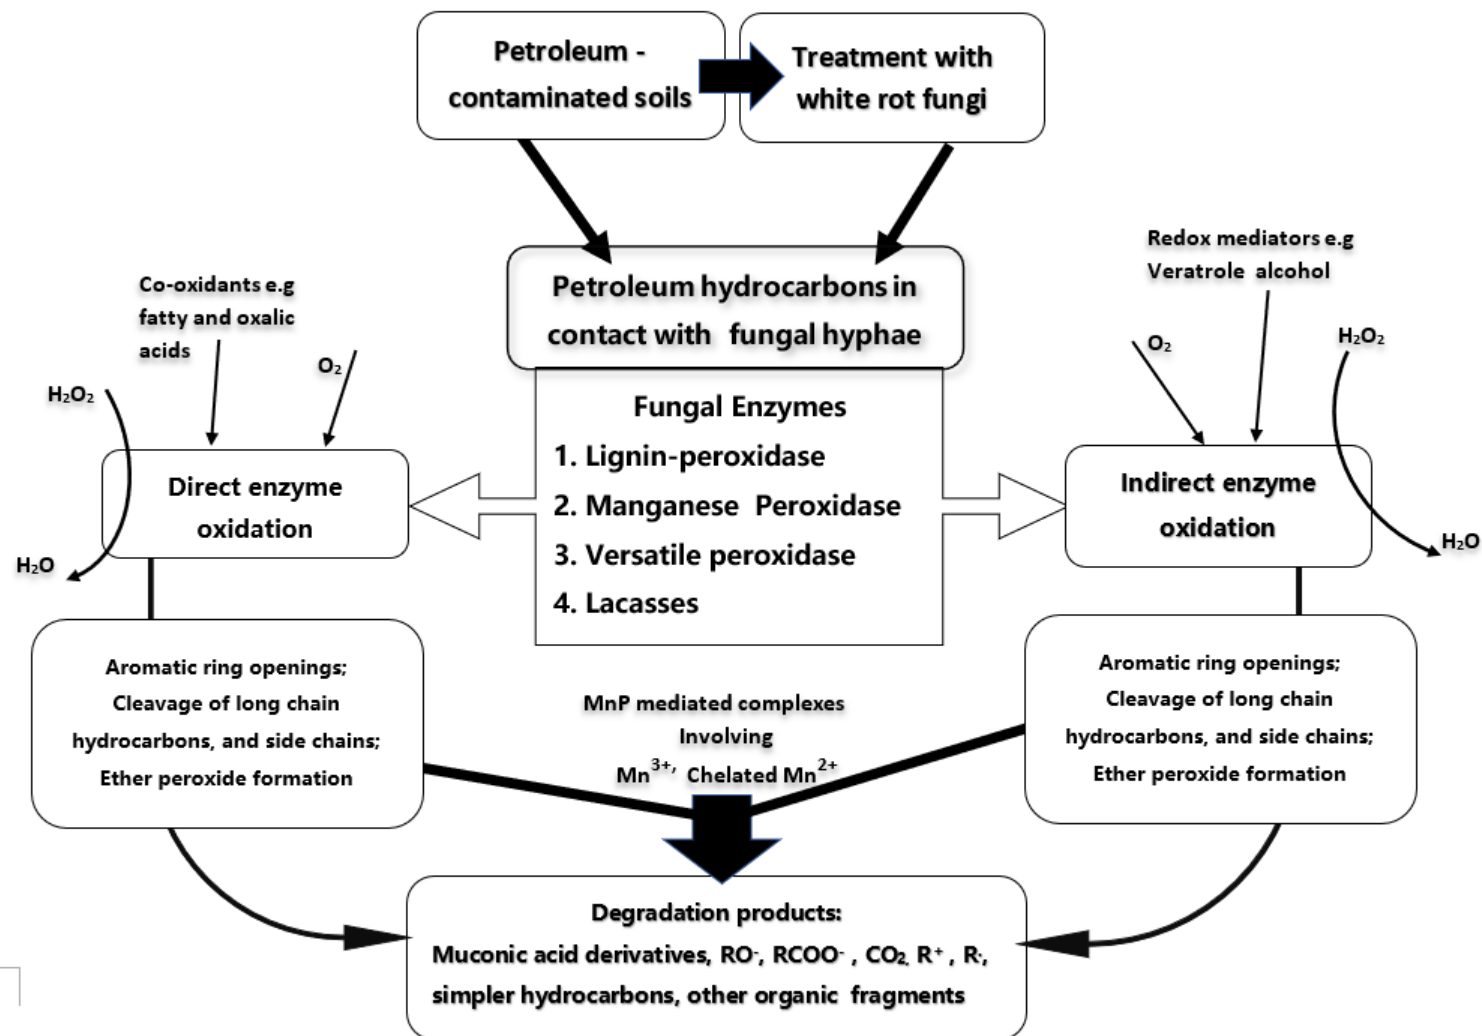 Petroleum -
contaminated soils
Treatment with
white rot fungi
Petroleum hydrocarbons in
contact with fungal hyphae
Co-oxidants e.g
fatty and oxalic
acids
O₂
H₂O₂
H₂O
Direct enzyme
oxidation
Fungal Enzymes
1. Lignin-peroxidase
2. Manganese Peroxidase
3. Versatile peroxidase
4. Lacasses
Redox mediators e.g
Veratrole alcohol
O₂
H₂O₂
H₂O
Indirect enzyme
oxidation
Aromatic ring openings;
Cleavage of long chain
hydrocarbons, and side chains;
Ether peroxide formation
MnP mediated complexes
Involving
Mn³⁺, Chelated Mn²⁺
Aromatic ring openings;
Cleavage of long chain
hydrocarbons, and side chains;
Ether peroxide formation
Degradation products:
Muconic acid derivatives, RO⁻, RCOO⁻ , CO₂, R⁺ , R·,
simpler hydrocarbons, other organic fragments